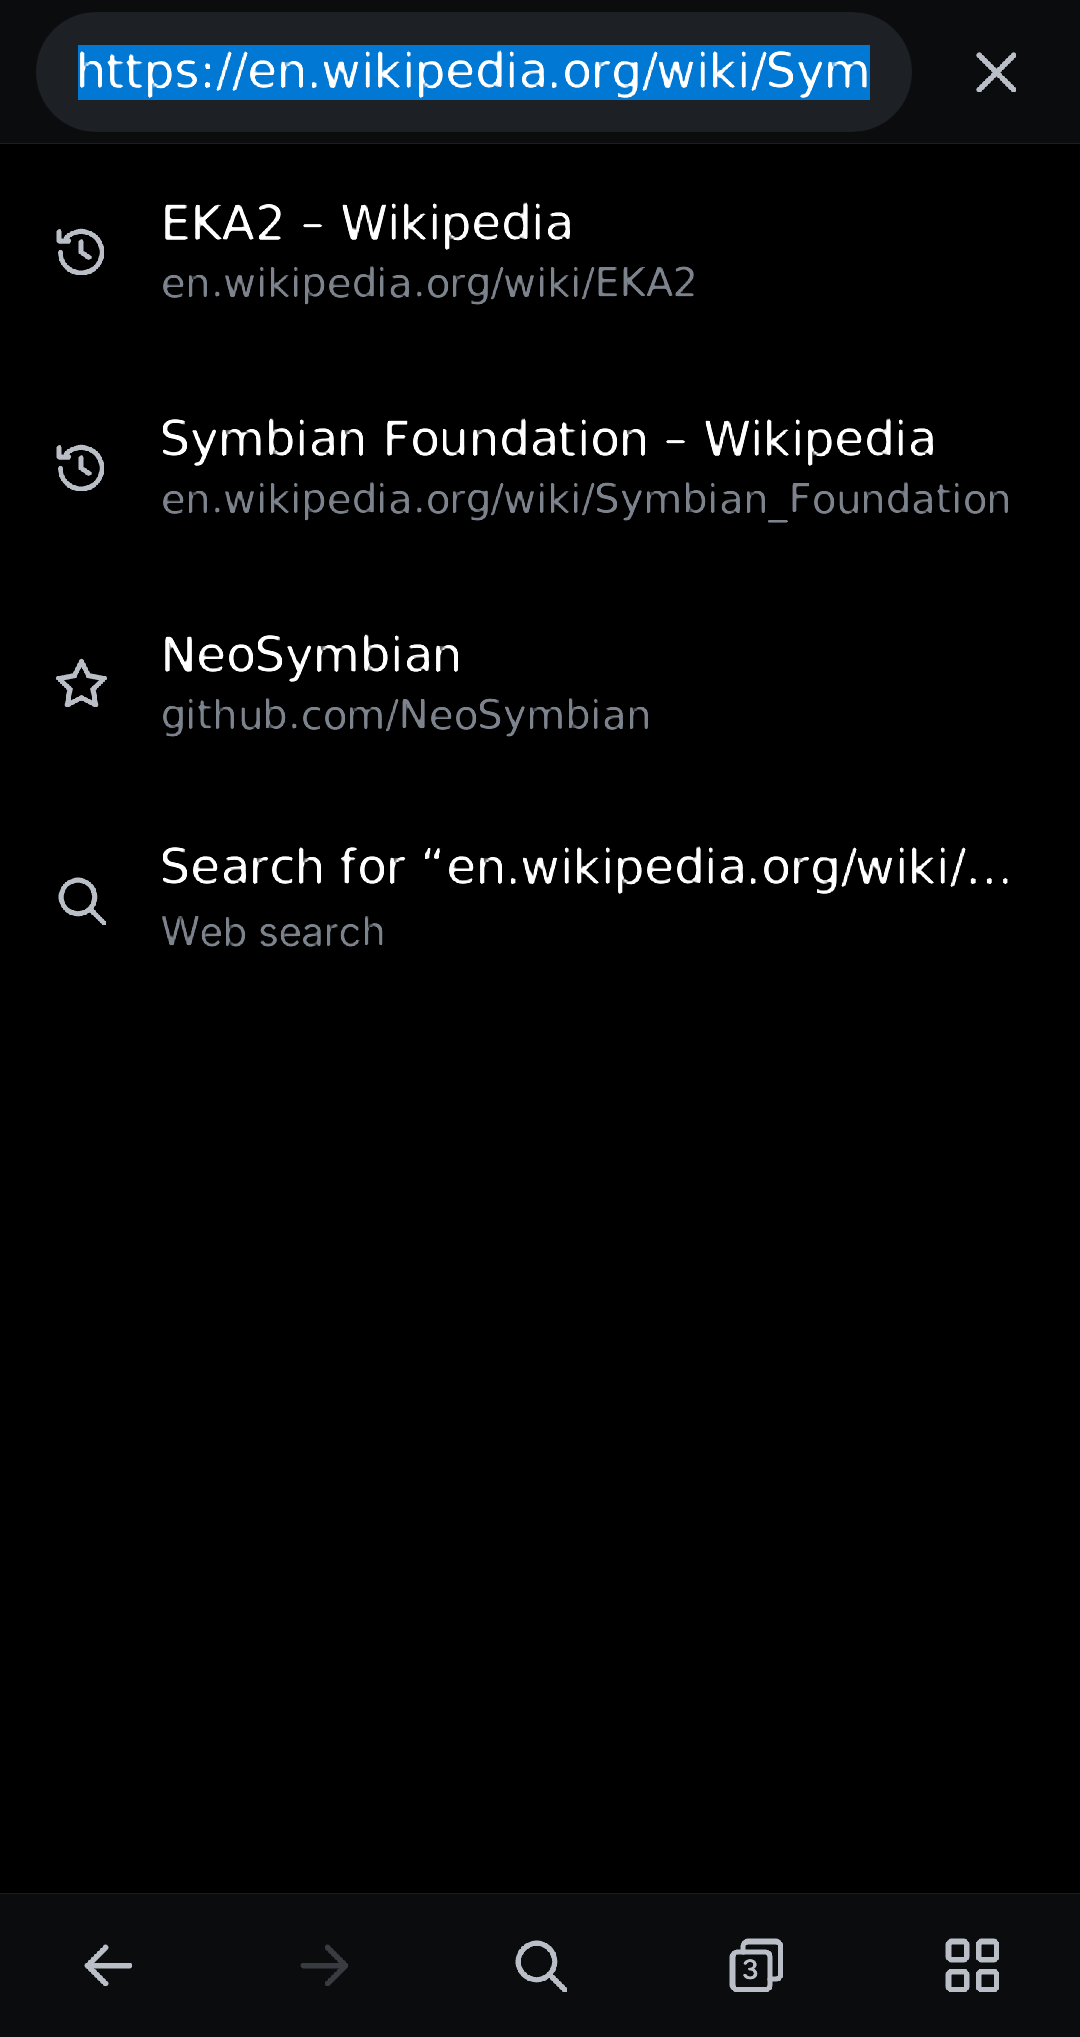 https://en.wikipedia.org/wiki/Sym
EKA2 – Wikipedia
en.wikipedia.org/wiki/EKA2
Symbian Foundation – Wikipedia
en.wikipedia.org/wiki/Symbian_Foundation
NeoSymbian
github.com/NeoSymbian
Search for “en.wikipedia.org/wiki/...
Web search
3